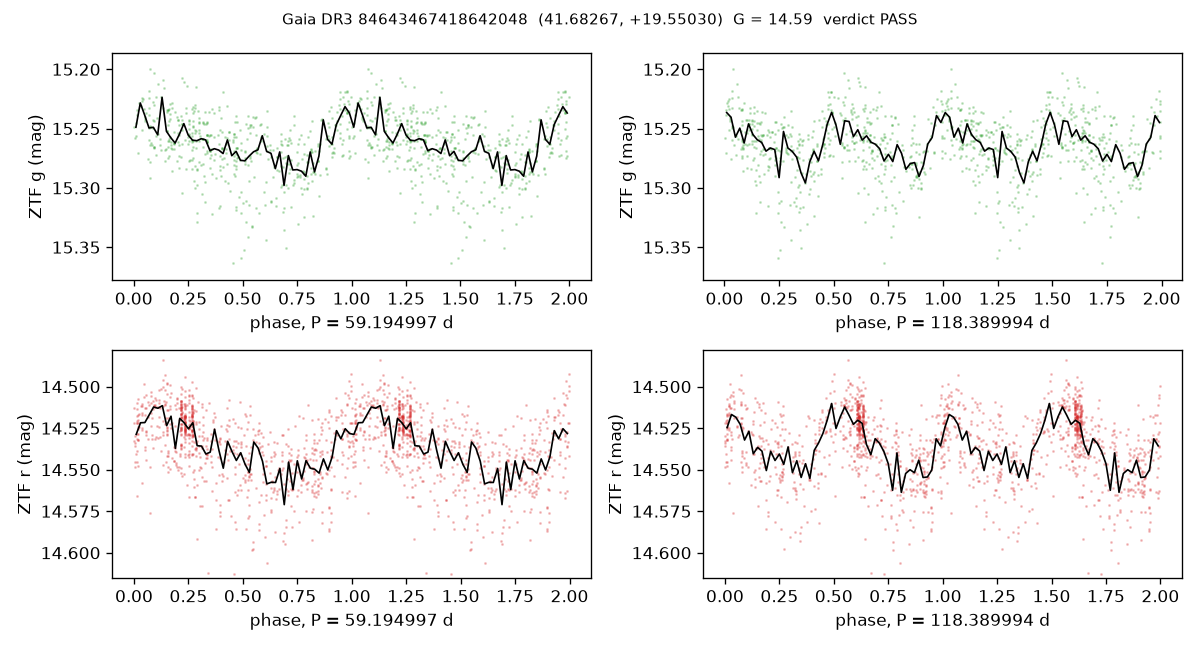 Gaia DR3 84643467418642048 (41.68267, +19.55030) G = 14.59 verdict PASS
ZTF g (mag)
15.20
15.25
15.30
15.35
0.00 0.25 0.50 0.75 1.00 1.25 1.50 1.75 2.00
phase, P = 59.194997 d
ZTF g (mag)
15.20
15.25
15.30
15.35
0.00 0.25 0.50 0.75 1.00 1.25 1.50 1.75 2.00
phase, P = 118.389994 d
ZTF r (mag)
14.500
14.525
14.550
14.575
14.600
0.00 0.25 0.50 0.75 1.00 1.25 1.50 1.75 2.00
phase, P = 59.194997 d
ZTF r (mag)
14.500
14.525
14.550
14.575
14.600
0.00 0.25 0.50 0.75 1.00 1.25 1.50 1.75 2.00
phase, P = 118.389994 d